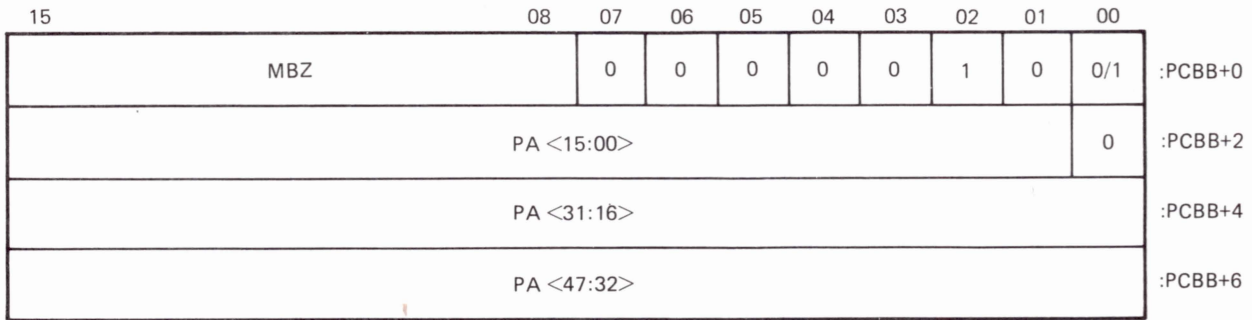 15 08 07 06 05 04 03 02 01 00
MBZ 0 0 0 0 0 1 0 0/1 :PCBB+0
PA <15:00> 0 :PCBB+2
PA <31:16> :PCBB+4
PA <47:32> :PCBB+6